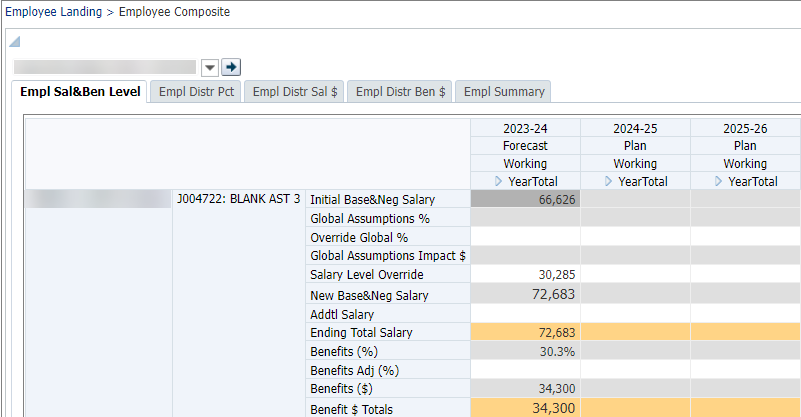 Employee Landing > Employee Composite
Empl Sal&Ben Level Empl Distr Pct Empl Distr Sal $ Empl Distr Ben $ Empl Summary
2023-24 2024-25 2025-26
Forecast Plan Plan
Working Working Working
YearTotal YearTotal YearTotal
J004722: BLANK AST 3 Initial Base&Neg Salary 66,626
Global Assumptions %
Override Global %
Global Assumptions Impact $
Salary Level Override 30,285
New Base&Neg Salary 72,683
Addtl Salary
Ending Total Salary 72,683
Benefits (%) 30.3%
Benefits Adj (%)
Benefits ($) 34,300
Benefit $ Totals 34,300